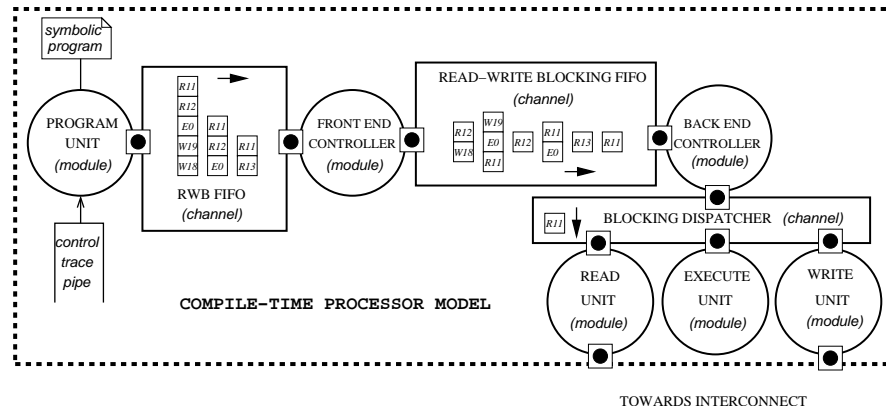 symbolic
program
PROGRAM
UNIT
(module)
control
trace
pipe
R11
R12
E0 R11
W19 R12 R11
W18 E0 R13
RWB FIFO
(channel)
FRONT END
CONTROLLER
(module)
READ–WRITE BLOCKING FIFO
(channel)
W19
R12 E0 R12 R11 R13 R11
W18 R11 E0
BACK END
CONTROLLER
(module)
R11
BLOCKING DISPATCHER (channel)
READ
UNIT
(module)
EXECUTE
UNIT
(module)
WRITE
UNIT
(module)
COMPILE-TIME PROCESSOR MODEL
TOWARDS INTERCONNECT